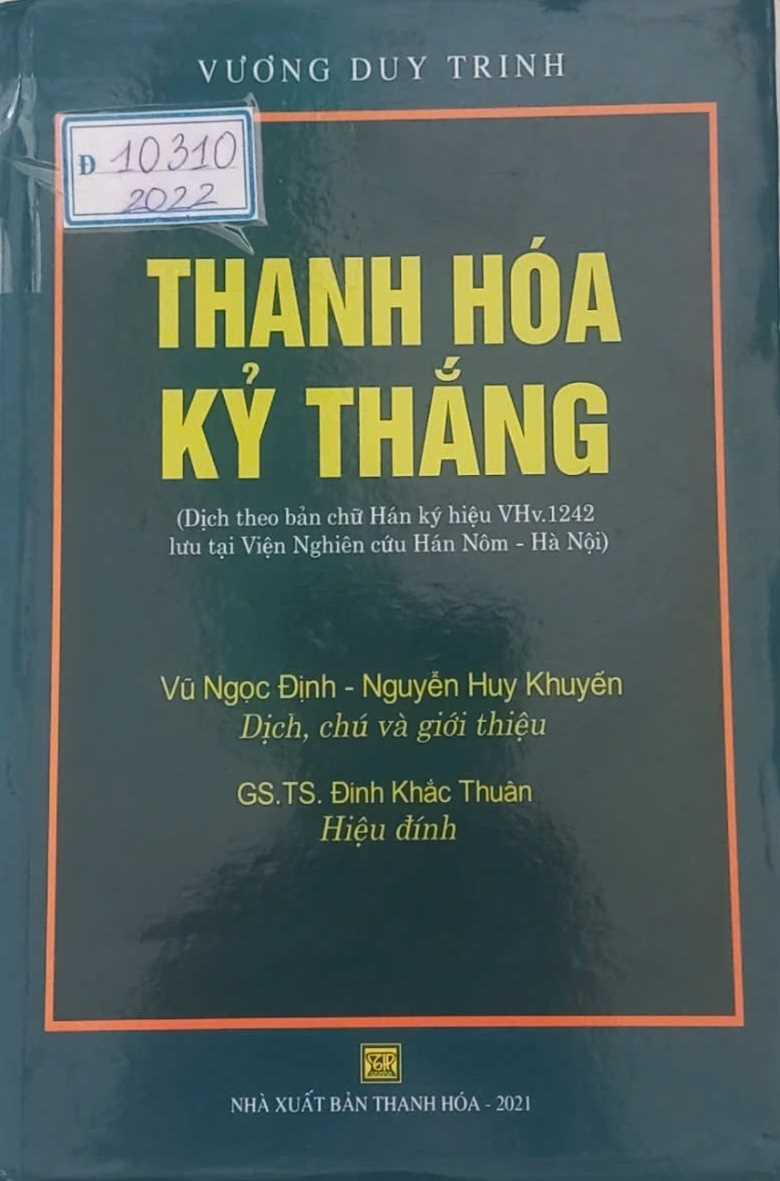 VƯƠNG DUY TRINH
Đ 10310
2022
THANH HÓA
KỶ THẮNG
(Dịch theo bản chữ Hán ký hiệu VHv.1242
lưu tại Viện Nghiên cứu Hán Nôm - Hà Nội)
Vũ Ngọc Định - Nguyễn Huy Khuyến
Dịch, chú và giới thiệu
GS.TS. Đinh Khắc Thuân
Hiệu đính
NHÀ XUẤT BẢN THANH HÓA - 2021